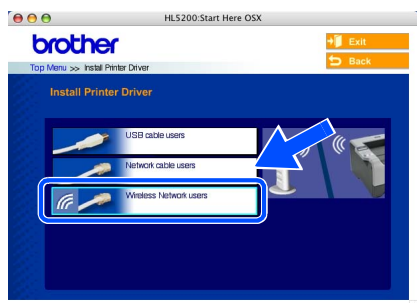 HL5200:Start Here OSX
brother
Exit
Back
Top Menu >> Install Printer Driver
Install Printer Driver
USB cable users
Network cable users
Wireless Network users